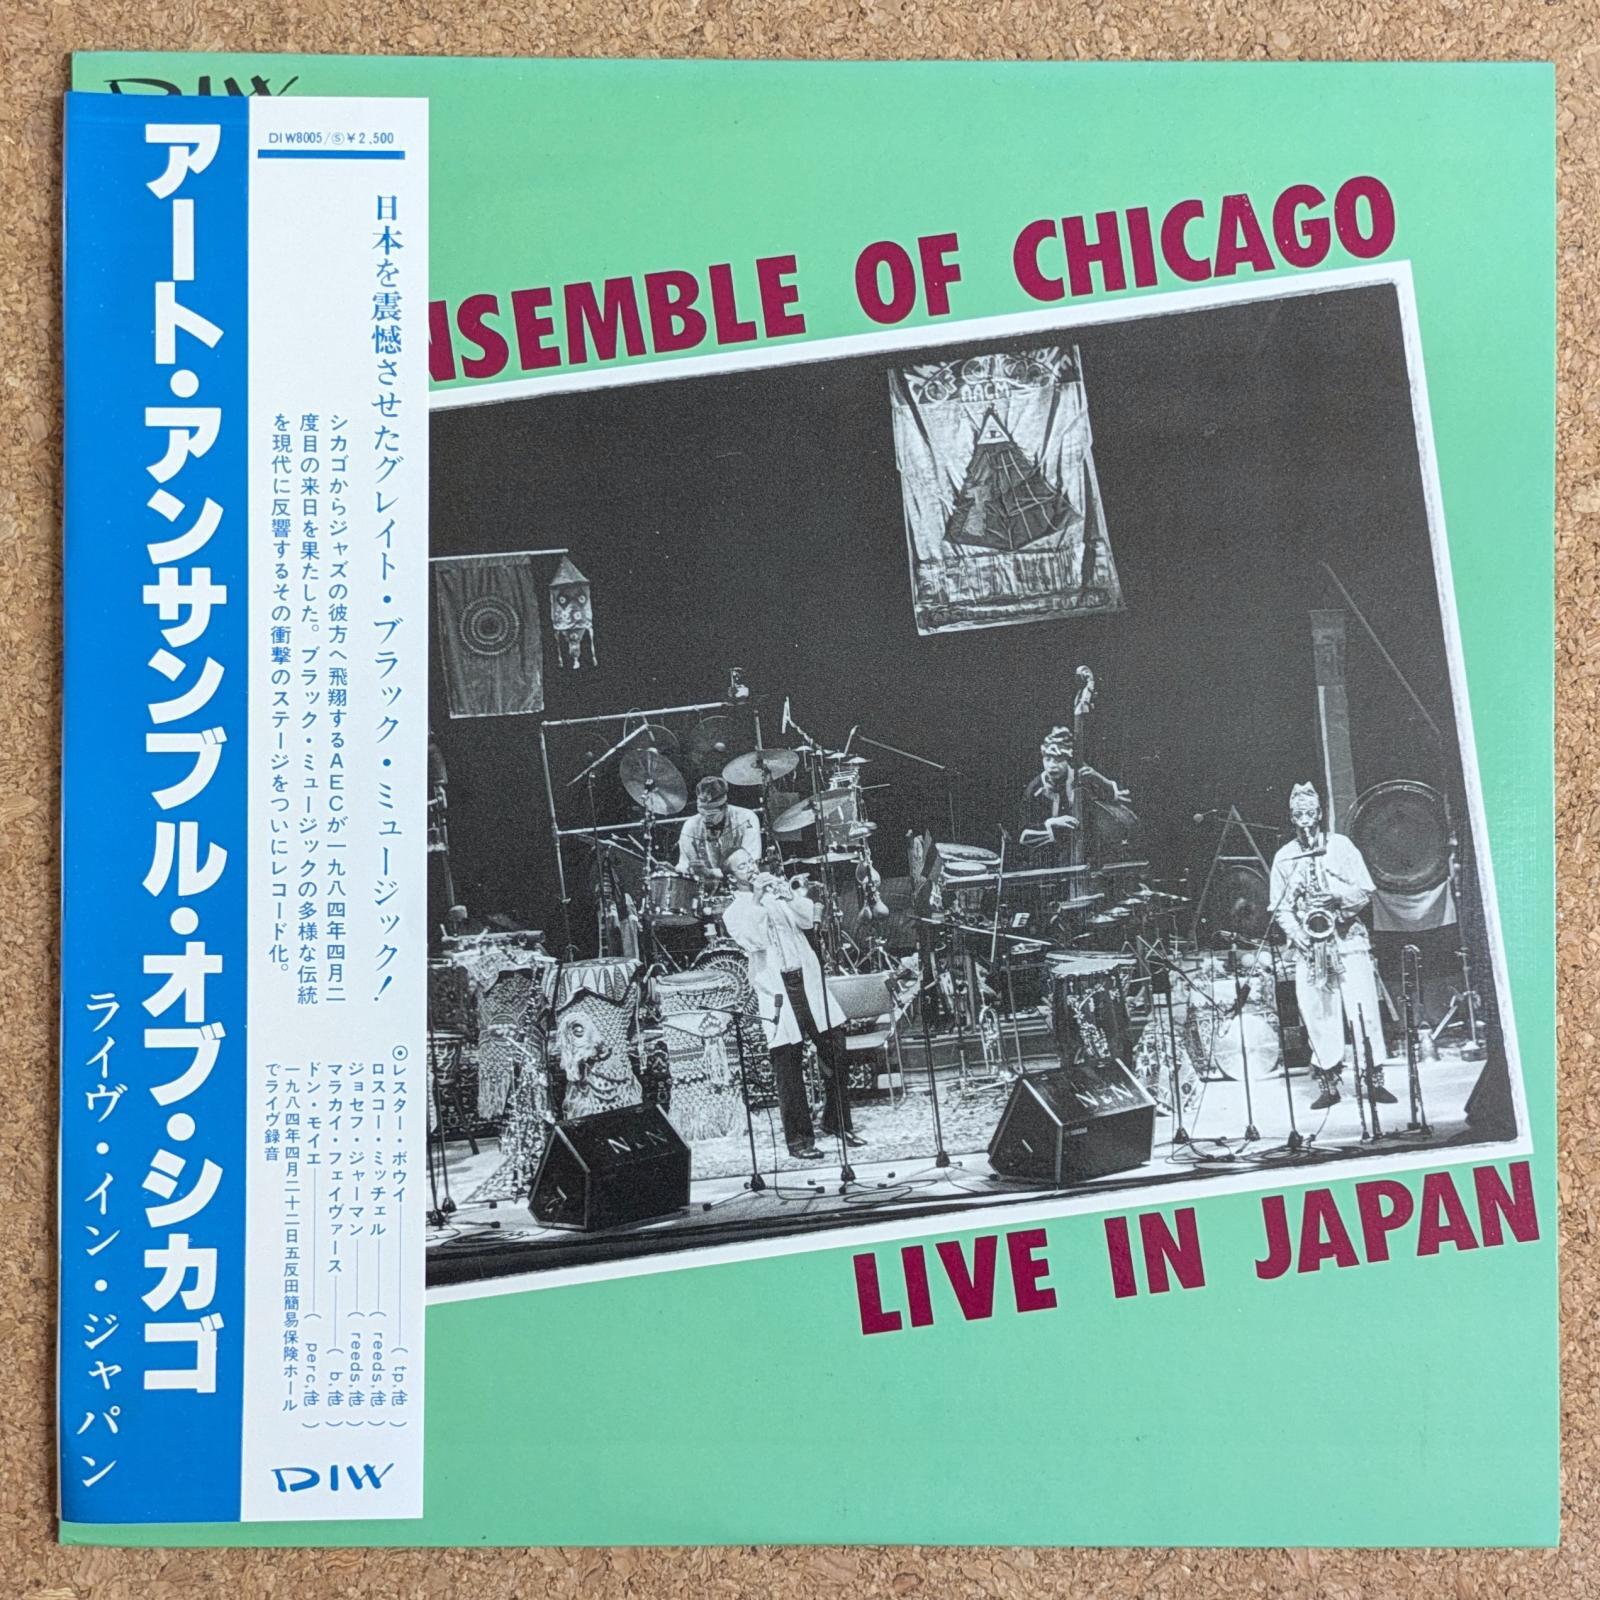 DIW
アート・アンサンブル・オブ・シカゴ
ライヴ・イン・ジャパン
DIW8005/Ⓢ¥2,500
日本を震憾させたグレイト・ブラック・ミュージック!
シカゴからジャズの彼方へ飛翔するAECが一九八四年四月二
度目の来日を果たした。ブラック・ミュージックの多様な伝統
を現代に反響するその衝撃のステージをついにレコード化。
⦿レスター・ボウイ——(tp,他)
ロスコー・ミッチェル——(reeds,他)
ジョセフ・ジャーマン——(reeds,他)
マラカイ・フェイヴァース——(b,他)
ドン・モイエ——(perc,他)
一九八四年四月二十二日五反田簡易保険ホール
でライヴ録音
DIW
NSEMBLE OF CHICAGO
AACM
N&N
N&N
LIVE IN JAPAN